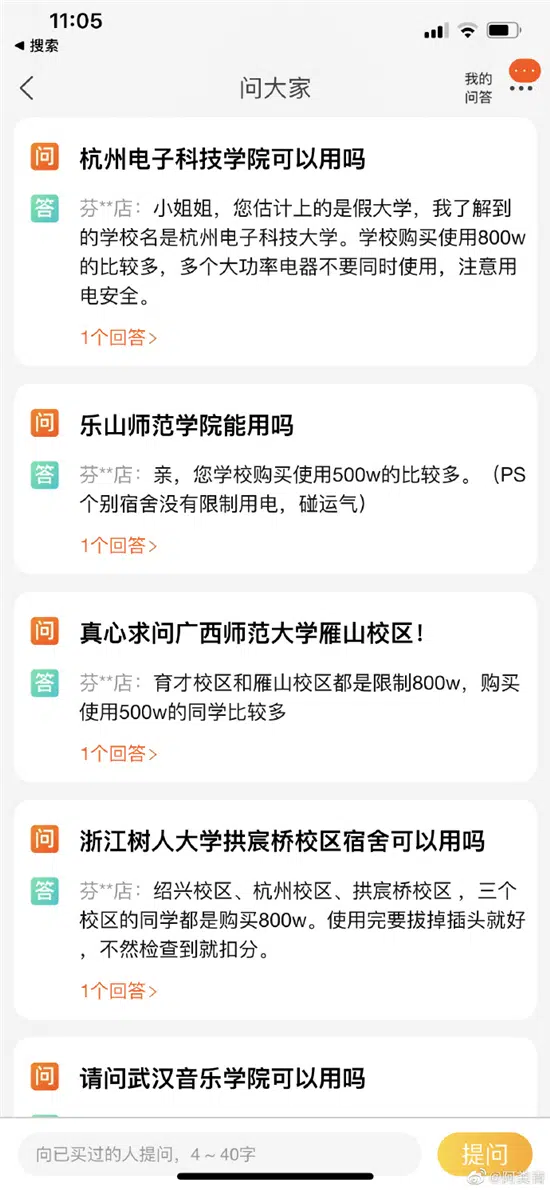 11:05
◀ 搜索
问大家
我的
问答
问 杭州电子科技学院可以用吗
答 芬**店：小姐姐，您估计上的是假大学，我了解到
的学校名是杭州电子科技大学。学校购买使用800w
的比较多，多个大功率电器不要同时使用，注意用
电安全。
1个回答>
问 乐山师范学院能用吗
答 芬**店：亲，您学校购买使用500w的比较多。（PS
个别宿舍没有限制用电，碰运气）
1个回答>
问 真心求问广西师范大学雁山校区！
答 芬**店：育才校区和雁山校区都是限制800w，购买
使用500w的同学比较多
1个回答>
问 浙江树人大学拱宸桥校区宿舍可以用吗
答 芬**店：绍兴校区、杭州校区、拱宸桥校区 ，三个
校区的同学都是购买800w。使用完要拔掉插头就好
，不然检查到就扣分。
1个回答>
问 请问武汉音乐学院可以用吗
向已买过的人提问，4～40字
提问